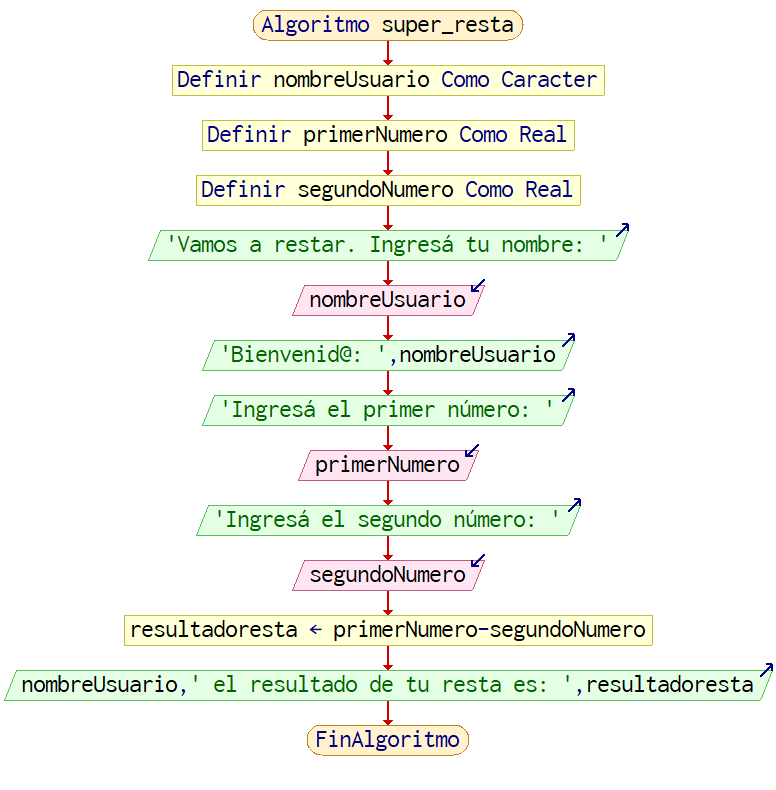 Algoritmo super_resta
Definir nombreUsuario Como Caracter
Definir primerNumero Como Real
Definir segundoNumero Como Real
'Vamos a restar. Ingresá tu nombre: '
nombreUsuario
'Bienvenid@: ',nombreUsuario
'Ingresá el primer número: '
primerNumero
'Ingresá el segundo número: '
segundoNumero
resultadoresta ← primerNumero-segundoNumero
nombreUsuario,' el resultado de tu resta es: ',resultadoresta
FinAlgoritmo